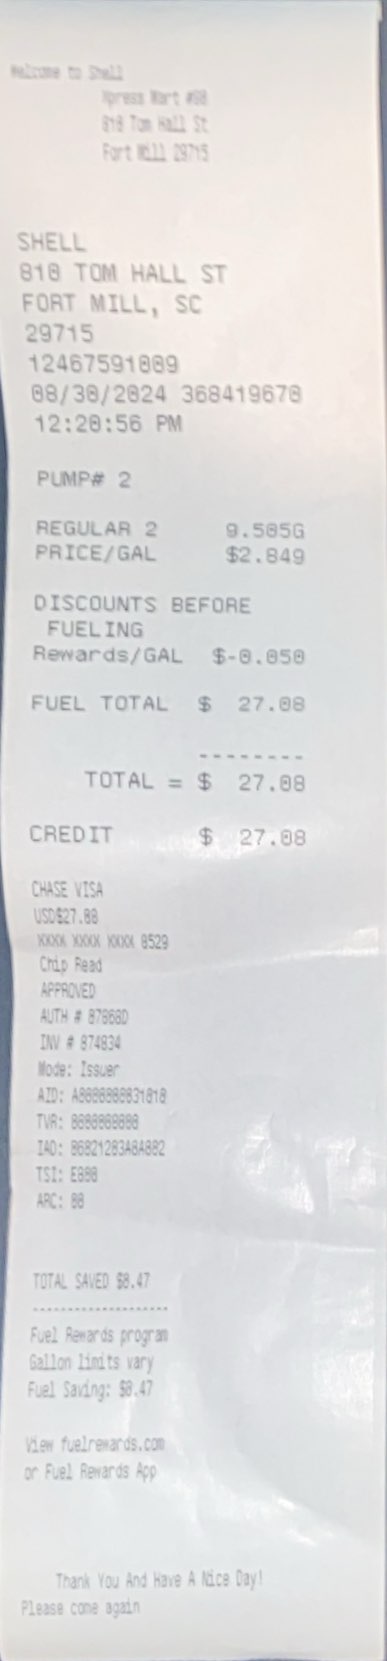 Welcome to Shell
Xpress Mart #90
818 Tom Hall St
Fort Mill 29715
SHELL
818 TOM HALL ST
FORT MILL, SC
29715
12467591009
08/30/2024 368419670
12:20:56 PM
PUMP# 2
REGULAR 2 9.505G
PRICE/GAL $2.849
DISCOUNTS BEFORE
FUELING
Rewards/GAL $-0.050
FUEL TOTAL $ 27.08
--------
TOTAL = $ 27.08
CREDIT $ 27.08
CHASE VISA
USD$27.08
XXXX XXXX XXXX 8529
Chip Read
APPROVED
AUTH #
INV # 874834
Mode: Issuer
AID: A0000000031010
TVR:
IAD:
TSI: E800
ARC: 00
TOTAL SAVED $0.47
--------------------
Fuel Rewards program
Gallon limits vary
Fuel Saving: $0.47
View fuelrewards.com
or Fuel Rewards App
Thank You And Have A Nice Day!
Please come again